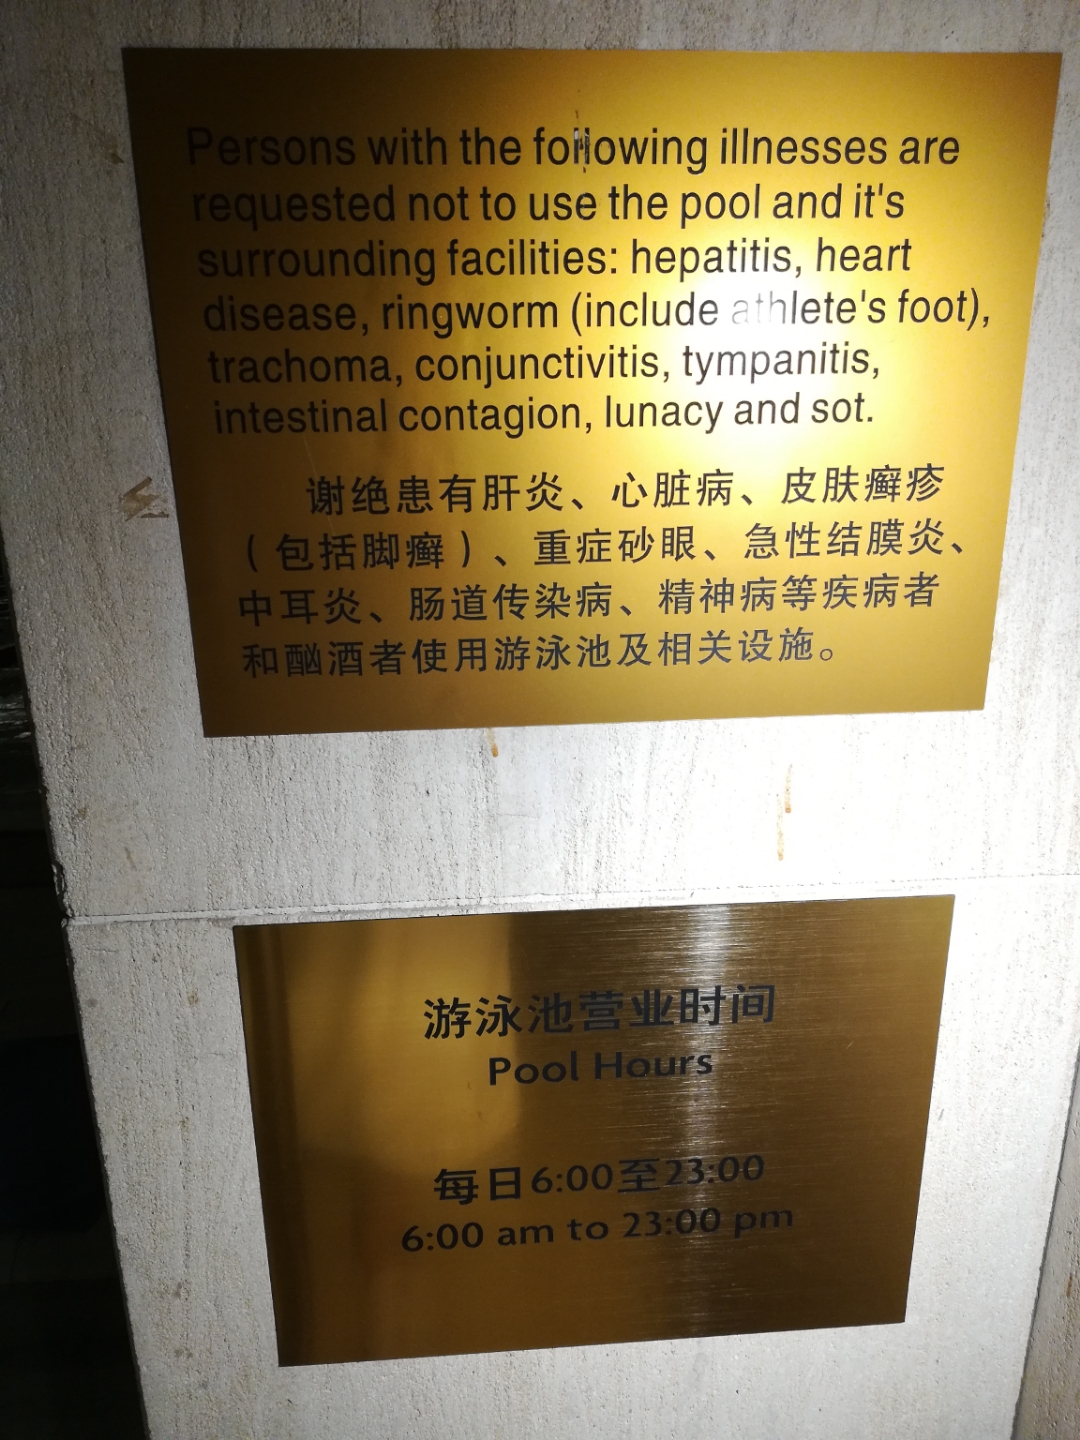 Persons with the following illnesses are
requested not to use the pool and it's
surrounding facilities: hepatitis, heart
disease, ringworm (include athlete's foot),
trachoma, conjunctivitis, tympanitis,
intestinal contagion, lunacy and sot.
谢绝患有肝炎、心脏病、皮肤癣疹
（包括脚癣）、重症砂眼、急性结膜炎、
中耳炎、肠道传染病、精神病等疾病者
和酗酒者使用游泳池及相关设施。
游泳池营业时间
Pool Hours
每日6:00至23:00
6:00 am to 23:00 pm